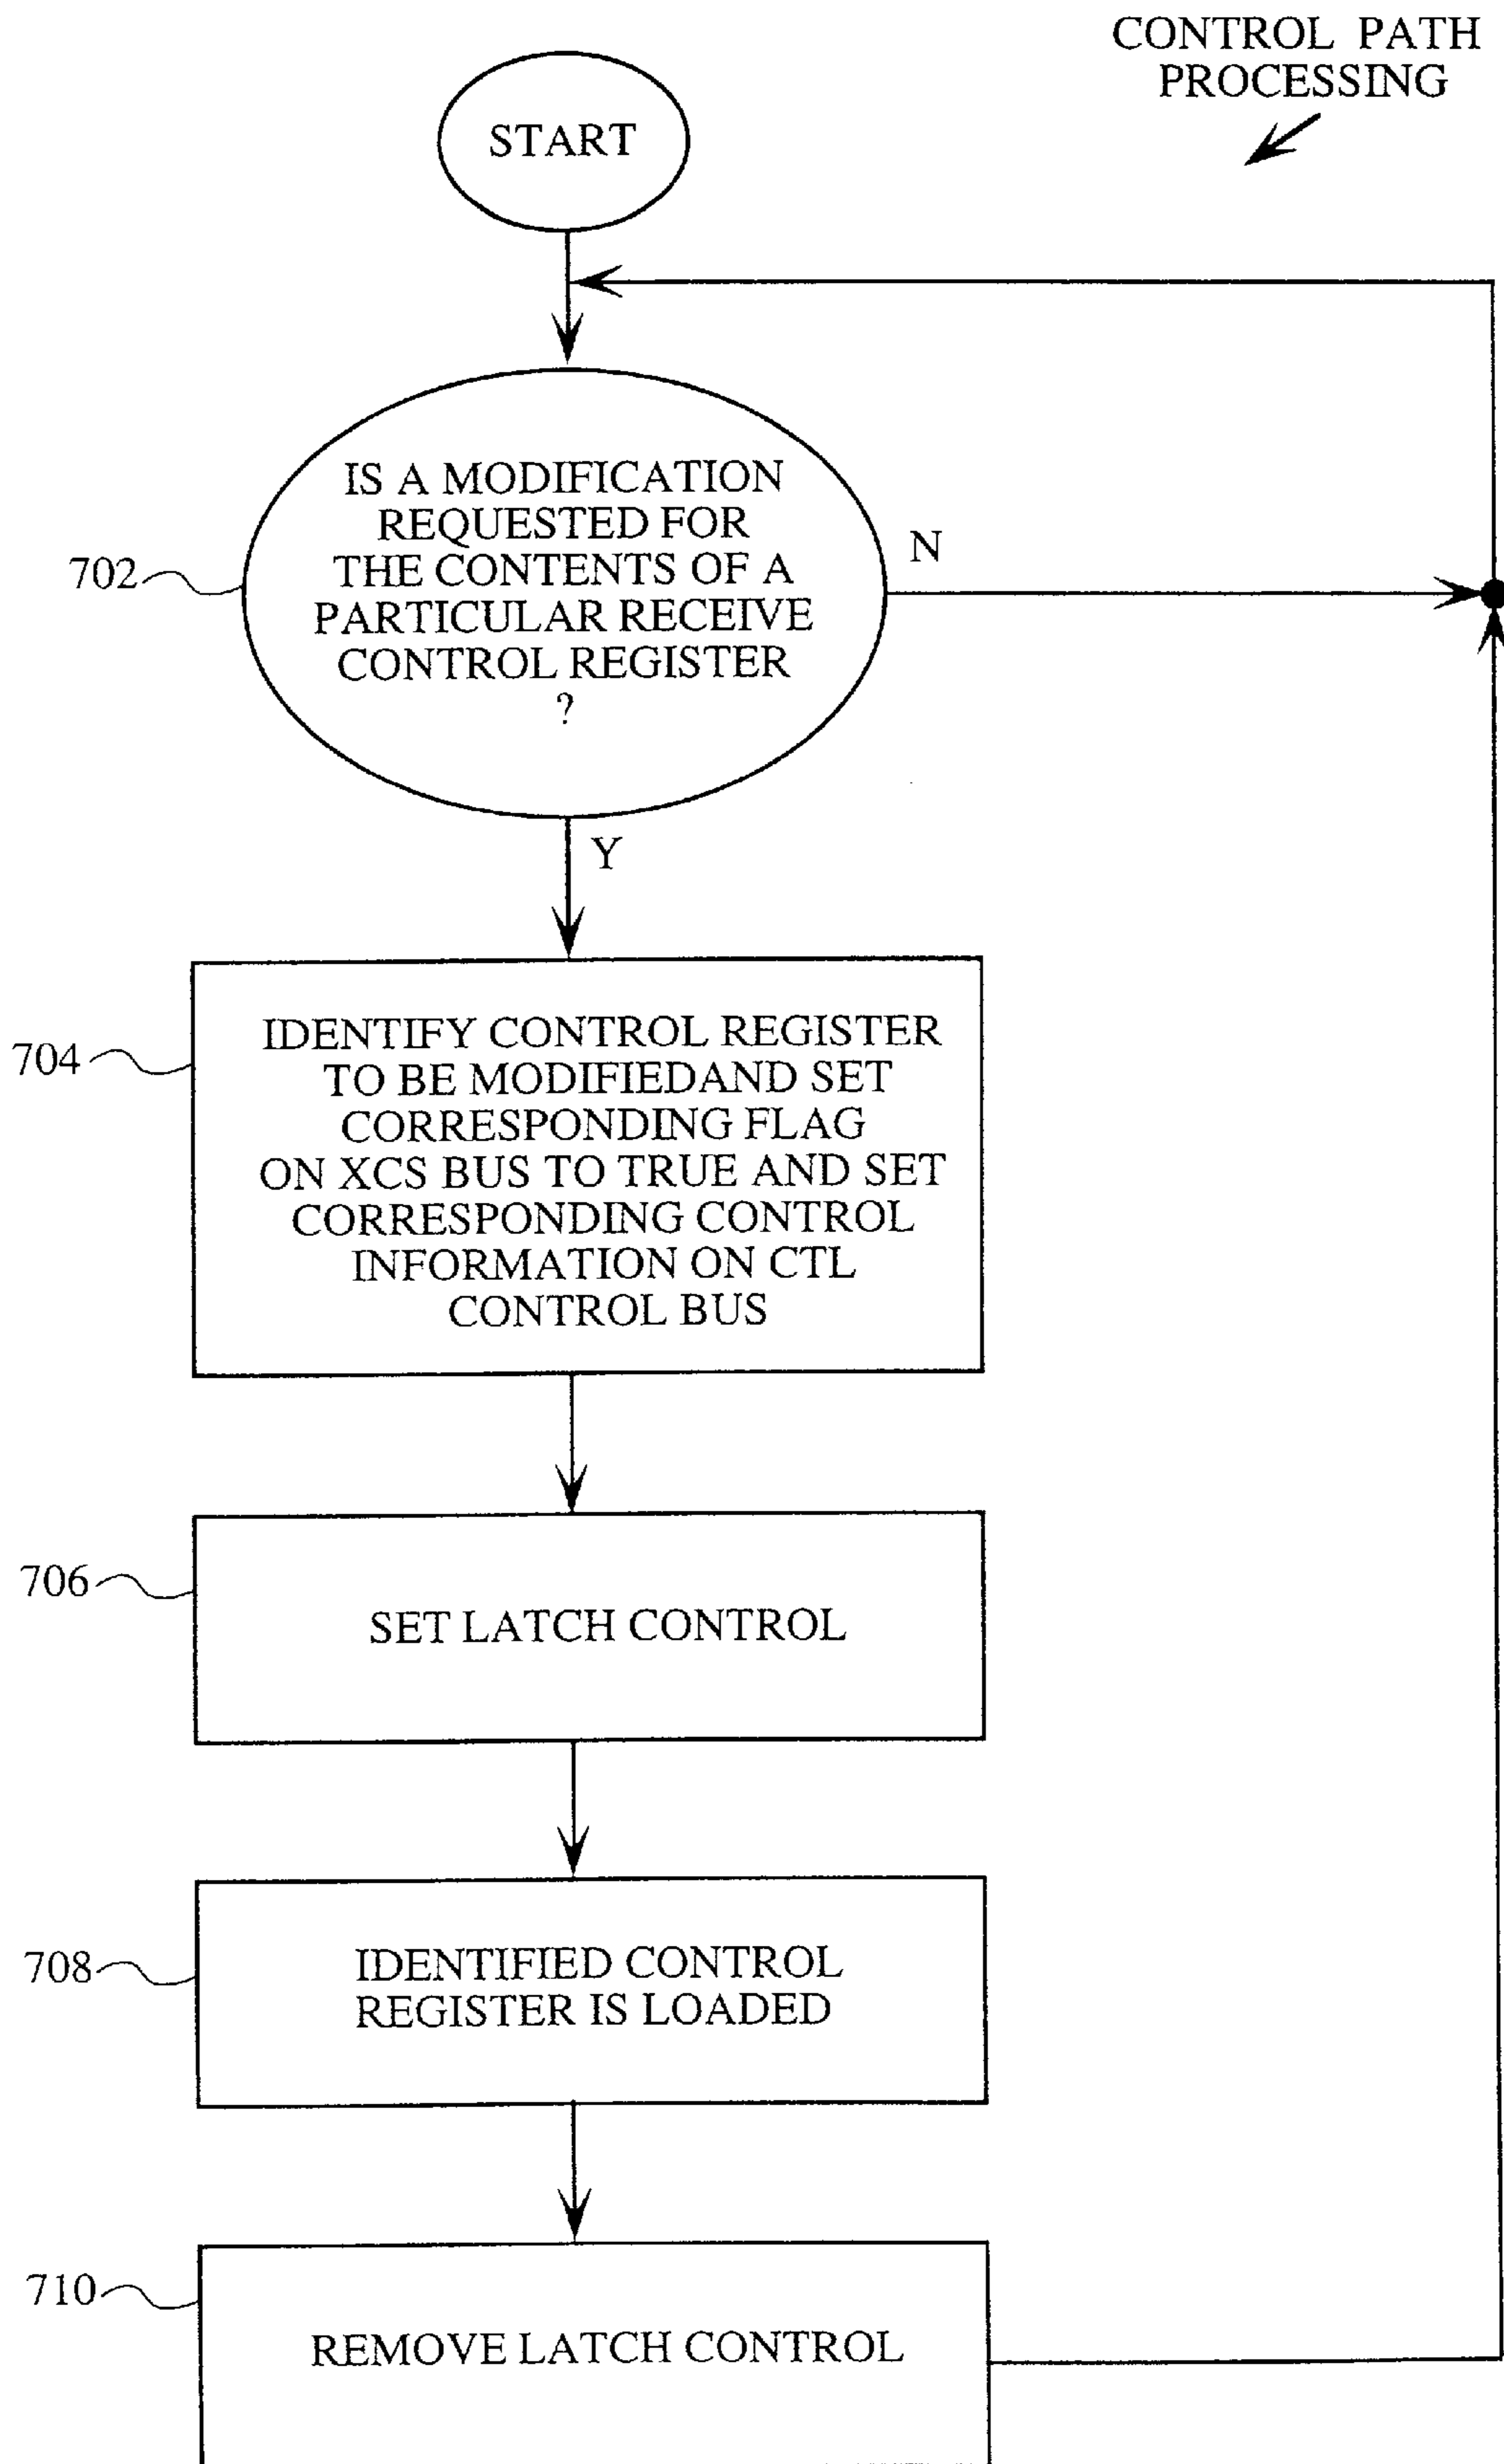 CONTROL PATH
PROCESSING
START
IS A MODIFICATION
REQUESTED FOR
THE CONTENTS OF A
PARTICULAR RECEIVE
CONTROL REGISTER
?
N
702
Y
IDENTIFY CONTROL REGISTER
TO BE MODIFIEDAND SET
CORRESPONDING FLAG
ON XCS BUS TO TRUE AND SET
CORRESPONDING CONTROL
INFORMATION ON CTL
CONTROL BUS
704
706
SET LATCH CONTROL
708
IDENTIFIED CONTROL
REGISTER IS LOADED
710
REMOVE LATCH CONTROL